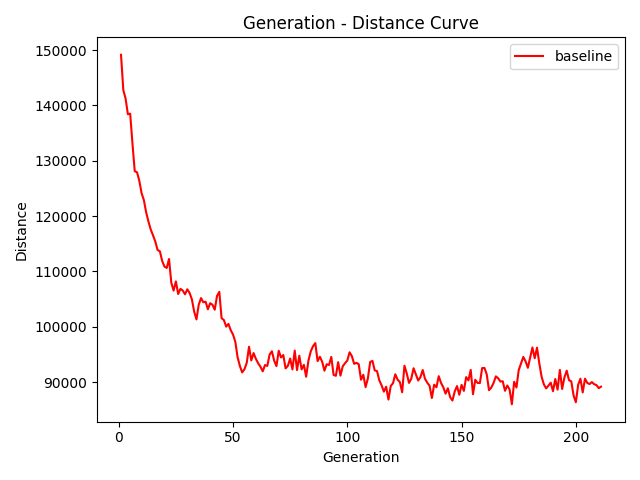 Generation - Distance Curve
baseline
150000
140000
130000
120000
110000
100000
90000
Distance
0 50 100 150 200
Generation